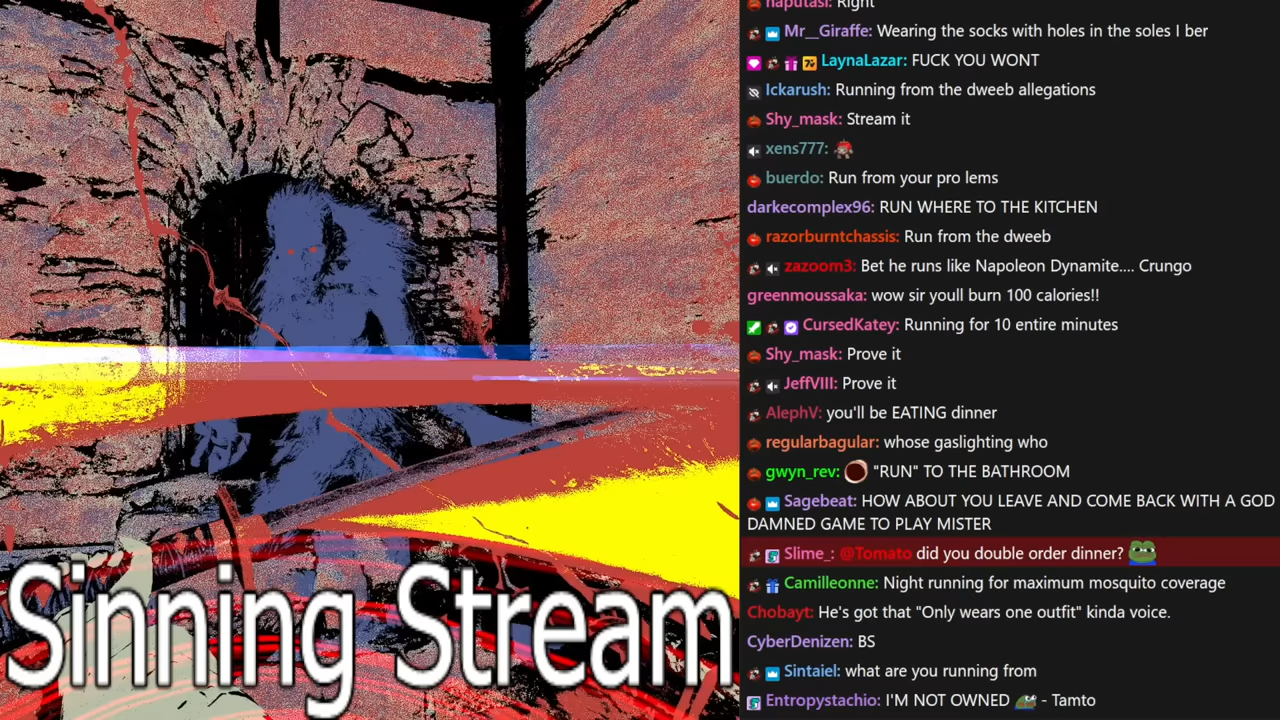 naputasi: Right
Mr__Giraffe: Wearing the socks with holes in the soles I ber
LaynaLazar: FUCK YOU WONT
Ickarush: Running from the dweeb allegations
Shy_mask: Stream it
xens777:
buerdo: Run from your pro lems
darkecomplex96: RUN WHERE TO THE KITCHEN
razorburntchassis: Run from the dweeb
zazoom3: Bet he runs like Napoleon Dynamite.... Crungo
greenmoussaka: wow sir youll burn 100 calories!!
CursedKatey: Running for 10 entire minutes
Shy_mask: Prove it
JeffVIII: Prove it
AlephV: you'll be EATING dinner
regularbagular: whose gaslighting who
gwyn_rev: "RUN" TO THE BATHROOM
Sagebeat: HOW ABOUT YOU LEAVE AND COME BACK WITH A GOD
DAMNED GAME TO PLAY MISTER
Slime_: @Tomato did you double order dinner?
Camilleonne: Night running for maximum mosquito coverage
Chobayt: He's got that "Only wears one outfit" kinda voice.
CyberDenizen: BS
Sintaiel: what are you running from
Entropystachio: I'M NOT OWNED - Tamto
Sinning Stream